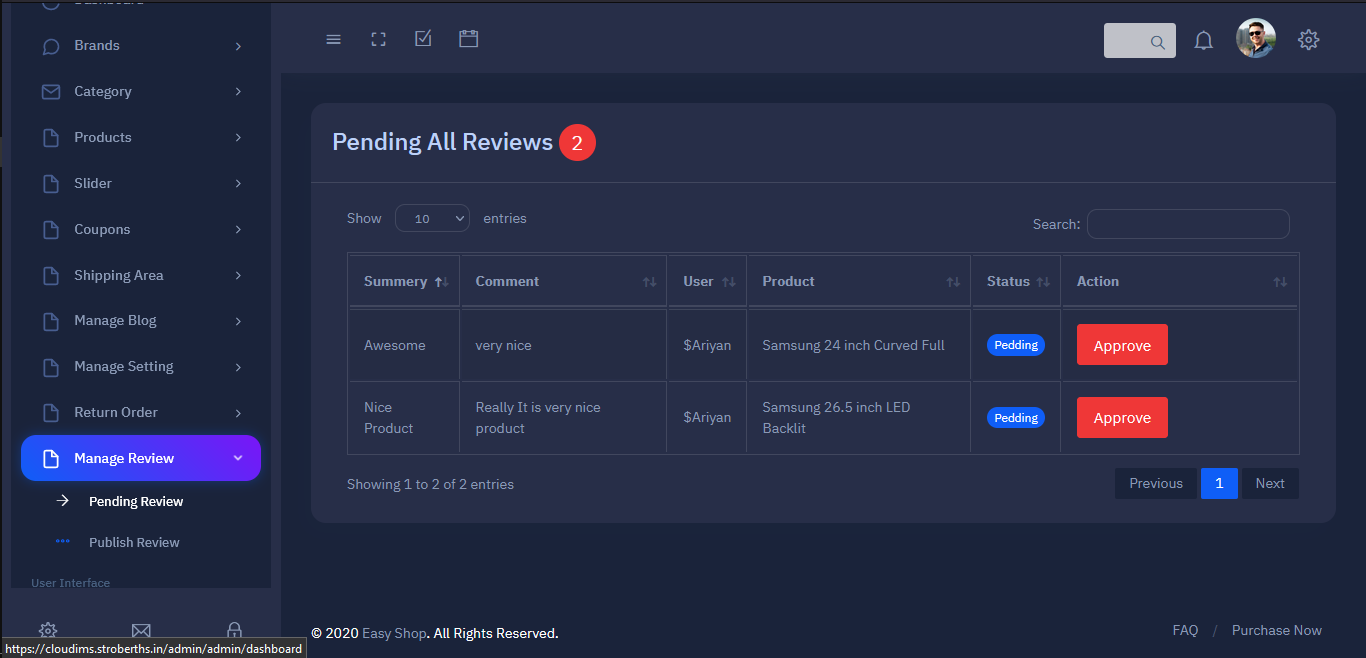 Dashboard
Brands
Category
Products
Slider
Coupons
Shipping Area
Manage Blog
Manage Setting
Return Order
Manage Review
Pending Review
Publish Review
User Interface
https://cloudims.stroberths.in/admin/admin/dashboard
Pending All Reviews 2
Show 10 entries
Search:
Summery Comment User Product Status Action
Awesome very nice $Ariyan Samsung 24 inch Curved Full Pedding Approve
Nice Really It is very nice $Ariyan Samsung 26.5 inch LED Pedding Approve
Product product Backlit
Showing 1 to 2 of 2 entries
Previous 1 Next
© 2020 Easy Shop. All Rights Reserved.
FAQ / Purchase Now